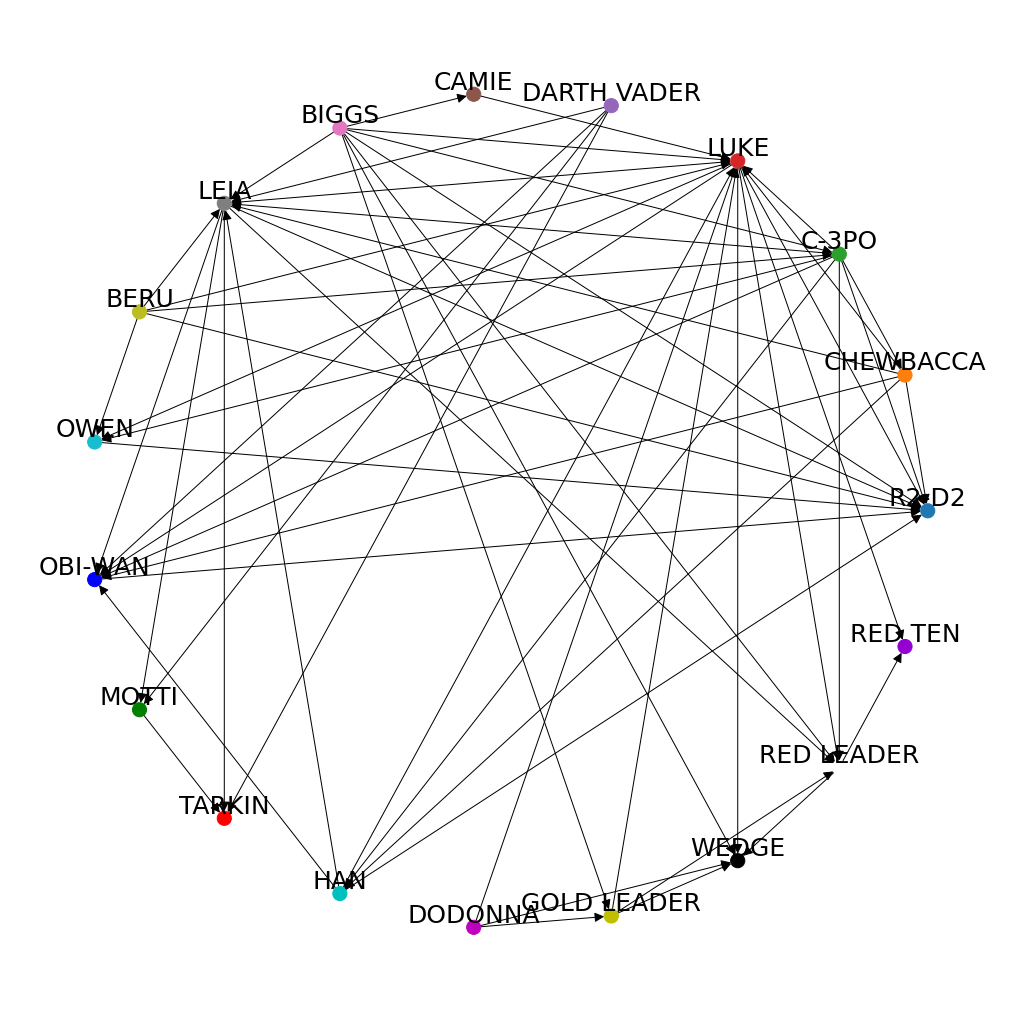 CAMIE
DARTH VADER
BIGGS
LUKE
LEIA
C-3PO
BERU
CHEWBACCA
OWEN
R2-D2
OBI-WAN
RED TEN
MOTTI
RED LEADER
TARKIN
WEDGE
HAN
GOLD LEADER
DODONNA